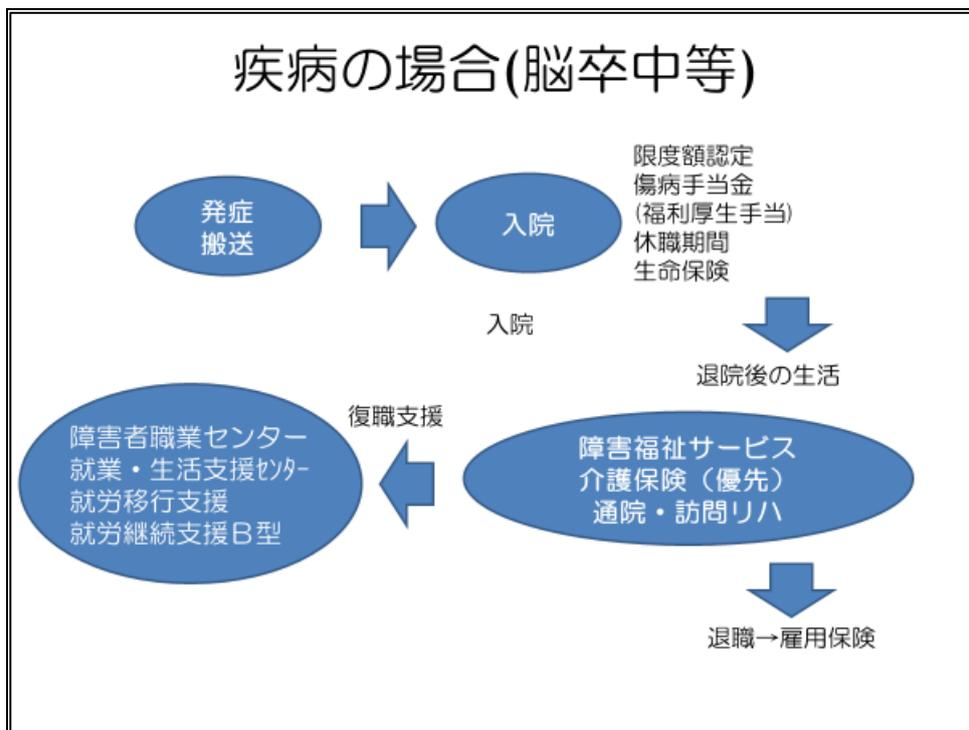 疾病の場合(脳卒中等)
発症
搬送
入院
限度額認定
傷病手当金
(福利厚生手当)
休職期間
生命保険
入院
退院後の生活
障害福祉サービス
介護保険（優先）
通院・訪問リハ
復職支援
障害者職業センター
就業・生活支援ｾﾝﾀｰ
就労移行支援
就労継続支援Ｂ型
退職→雇用保険